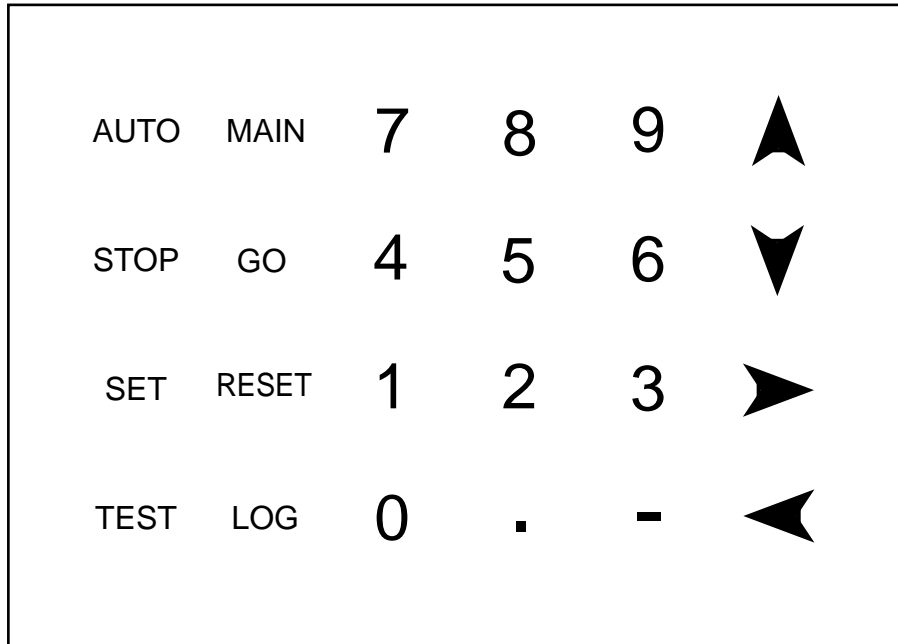 AUTO MAIN 7 8 9
STOP GO 4 5 6
SET RESET 1 2 3
TEST LOG 0 . -